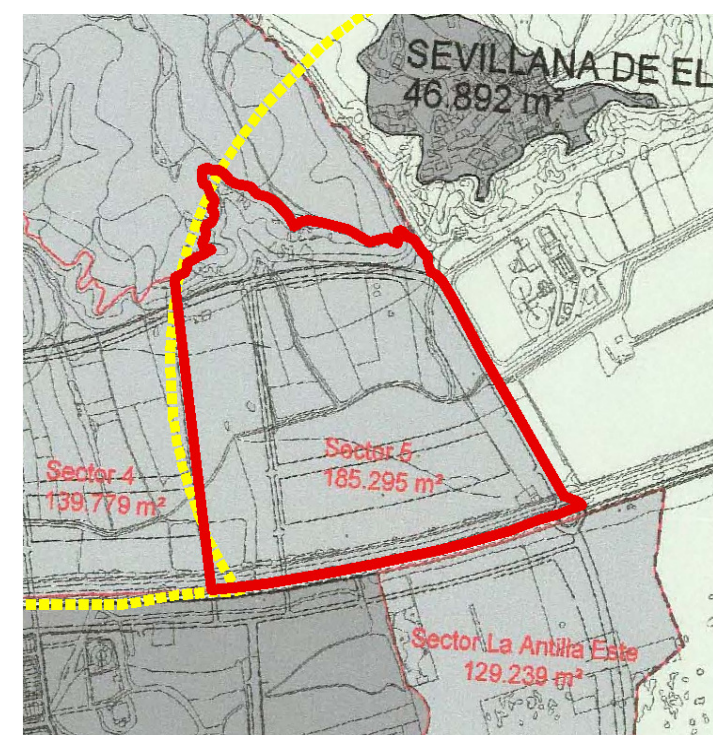 SEVILLANA DE EL
46.892 m²
Sector 5
185.295 m²
Sector 4
139.779 m²
Sector La Antilla Este
129.239 m²